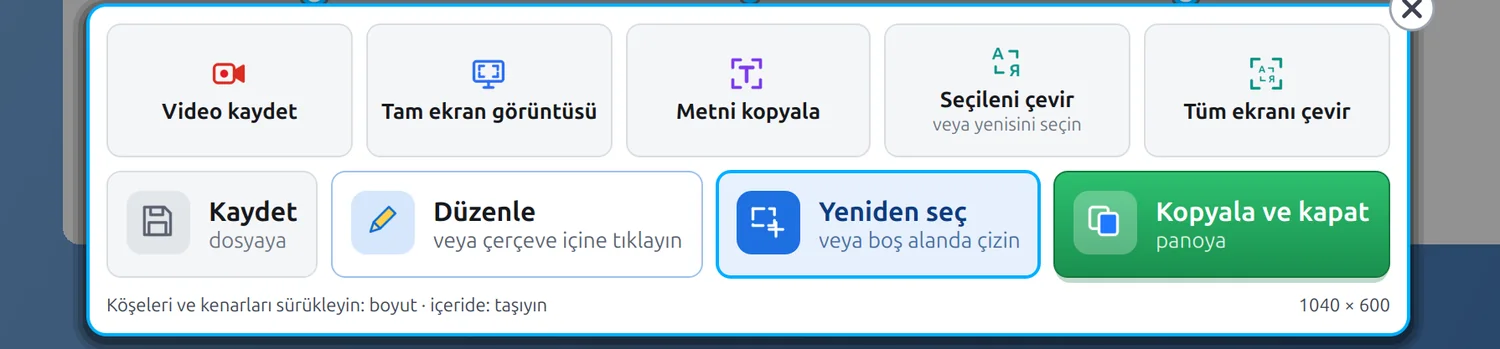 Video kaydet
Tam ekran görüntüsü
Metni kopyala
Seçileni çevir
veya yenisini seçin
Tüm ekranı çevir
Kaydet
dosyaya
Düzenle
veya çerçeve içine tıklayın
Yeniden seç
veya boş alanda çizin
Kopyala ve kapat
panoya
Köşeleri ve kenarları sürükleyin: boyut · içeride: taşıyın
1040 × 600